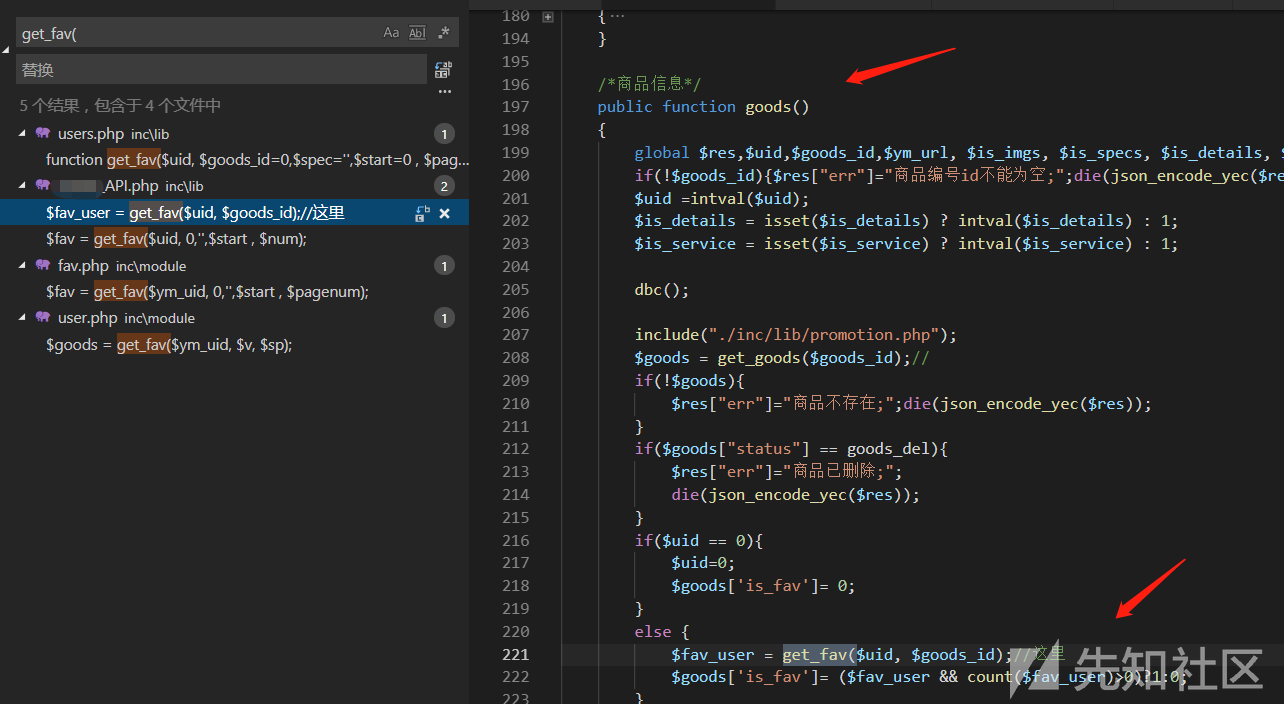 get_fav(
Aa Abl .*
替换
5 个结果，包含于 4 个文件中
users.php inc\lib 1
function get_fav($uid, $goods_id=0,$spec='',$start=0 , $pag...
_API.php inc\lib 2
$fav_user = get_fav($uid, $goods_id);//这里
$fav = get_fav($uid, 0,'',$start , $num);
fav.php inc\module 1
$fav = get_fav($ym_uid, 0,'',$start , $pagenum);
user.php inc\module 1
$goods = get_fav($ym_uid, $v, $sp);
180 {...
194 }
195
196 /*商品信息*/
197 public function goods()
198 {
199 global $res,$uid,$goods_id,$ym_url, $is_imgs, $is_specs, $is_details,
200 if(!$goods_id){$res["err"]="商品编号id不能为空;";die(json_encode_yec($re
201 $uid =intval($uid);
202 $is_details = isset($is_details) ? intval($is_details) : 1;
203 $is_service = isset($is_service) ? intval($is_service) : 1;
204
205 dbc();
206
207 include("./inc/lib/promotion.php");
208 $goods = get_goods($goods_id);//
209 if(!$goods){
210 $res["err"]="商品不存在;";die(json_encode_yec($res));
211 }
212 if($goods["status"] == goods_del){
213 $res["err"]="商品已删除;";
214 die(json_encode_yec($res));
215 }
216 if($uid == 0){
217 $uid=0;
218 $goods['is_fav']= 0;
219 }
220 else {
221 $fav_user = get_fav($uid, $goods_id);//这里
222 $goods['is_fav']= ($fav_user && count($fav_user)>0)?1:0;
223 }
先知社区